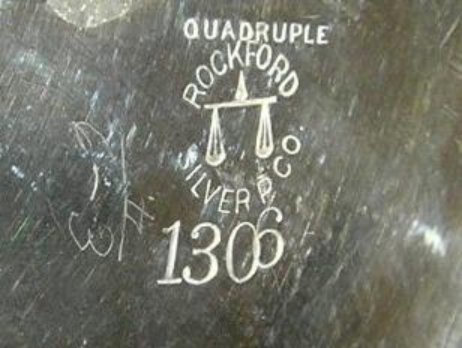 QUADRUPLE
ROCKFORD
SILVER P. CO
1306